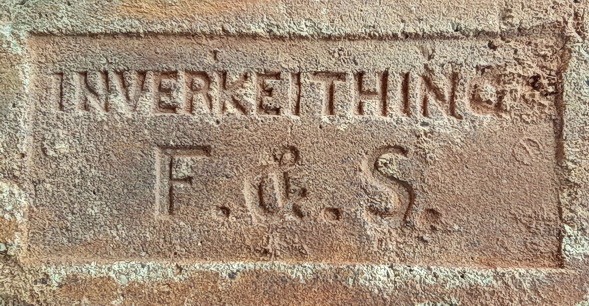 INVERKEITHING
F. & . S.